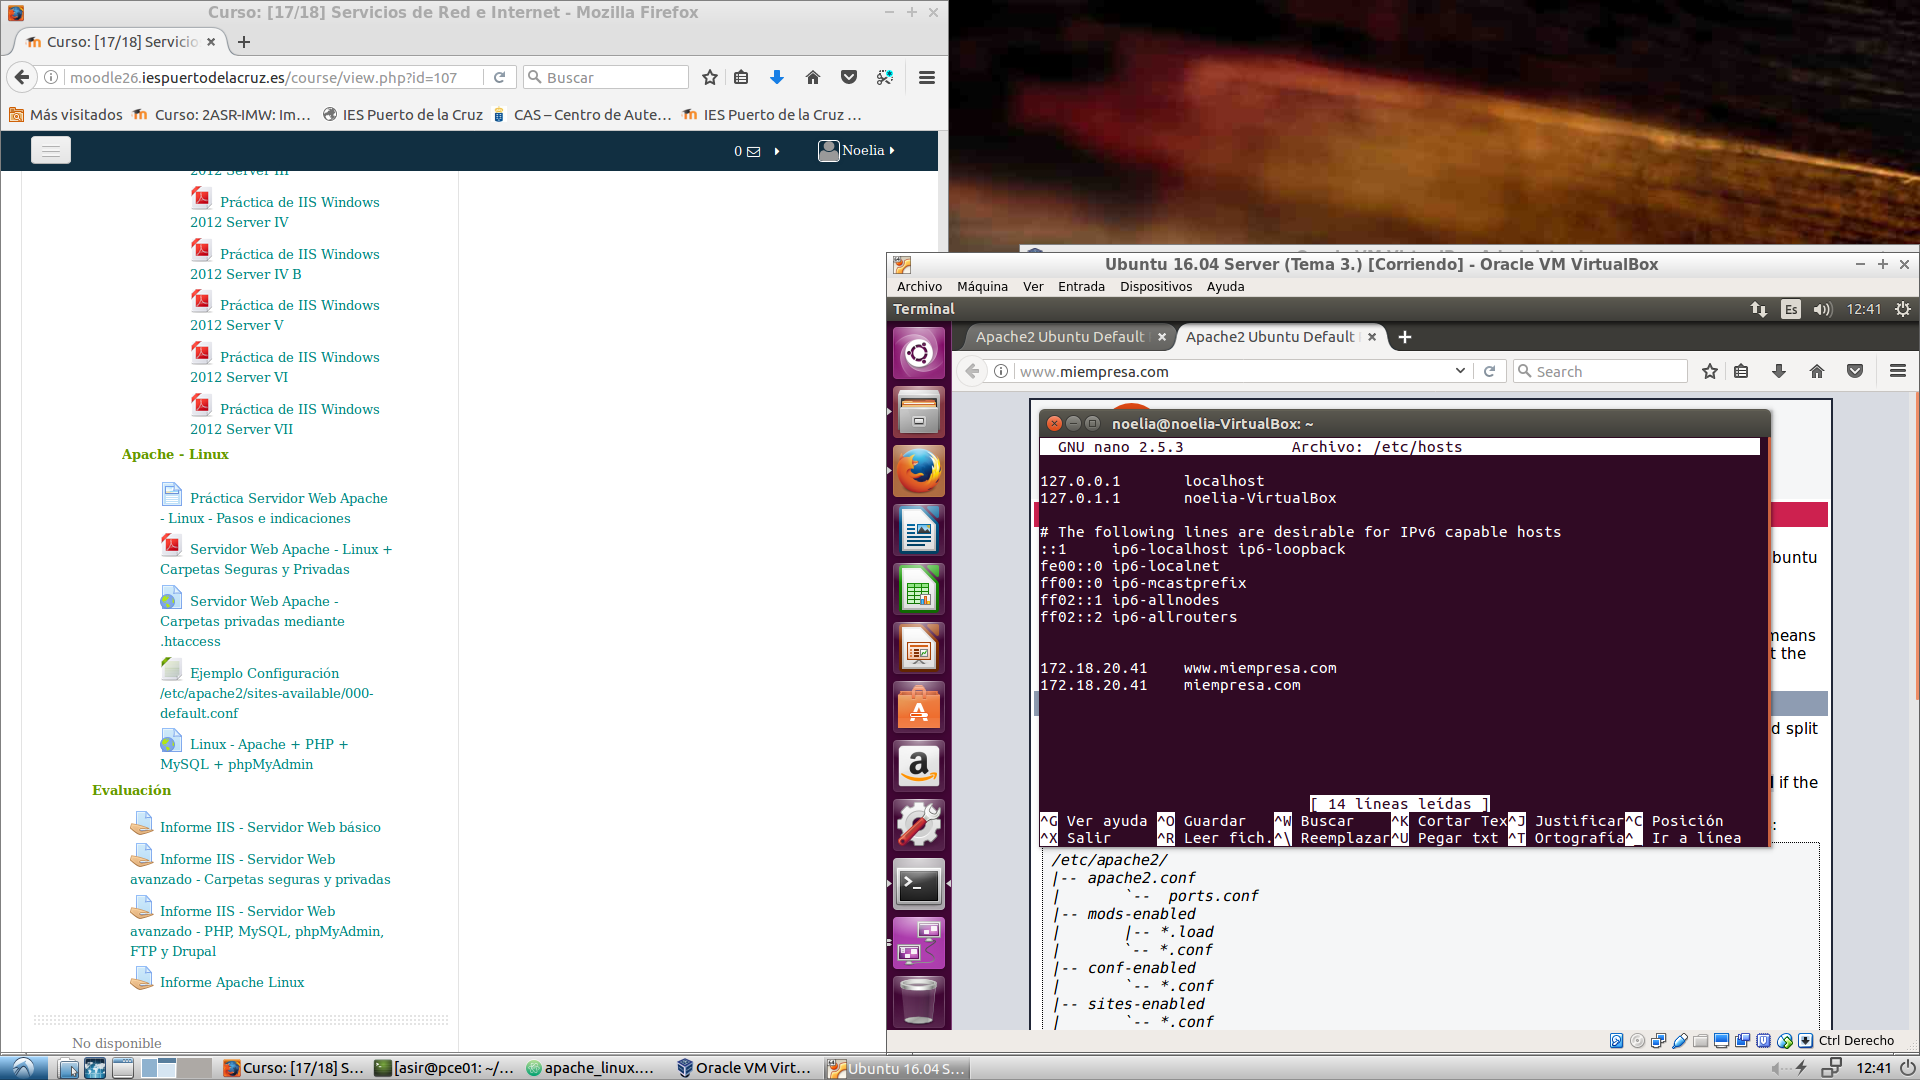 Curso: [17/18] Servicios de Red e Internet - Mozilla Firefox
Curso: [17/18] Servicio
moodle26.iespuertodelacruz.es/course/view.php?id=107
Buscar
Más visitados
Curso: 2ASR-IMW: Im...
IES Puerto de la Cruz
CAS – Centro de Aute...
IES Puerto de la Cruz ...
0
Noelia
2012 Server III
Práctica de IIS Windows
2012 Server IV
Práctica de IIS Windows
2012 Server IV B
Práctica de IIS Windows
2012 Server V
Práctica de IIS Windows
2012 Server VI
Práctica de IIS Windows
2012 Server VII
Apache - Linux
Práctica Servidor Web Apache
- Linux - Pasos e indicaciones
Servidor Web Apache - Linux +
Carpetas Seguras y Privadas
Servidor Web Apache -
Carpetas privadas mediante
.htaccess
Ejemplo Configuración
/etc/apache2/sites-available/000-
default.conf
Linux - Apache + PHP +
MySQL + phpMyAdmin
Evaluación
Informe IIS - Servidor Web básico
Informe IIS - Servidor Web
avanzado - Carpetas seguras y privadas
Informe IIS - Servidor Web
avanzado - PHP, MySQL, phpMyAdmin,
FTP y Drupal
Informe Apache Linux
No disponible
Ubuntu 16.04 Server (Tema 3.) [Corriendo] - Oracle VM VirtualBox
Archivo Máquina Ver Entrada Dispositivos Ayuda
Terminal
Es
12:41
Apache2 Ubuntu Default
Apache2 Ubuntu Default
www.miempresa.com
Search
noelia@noelia-VirtualBox: ~
GNU nano 2.5.3 Archivo: /etc/hosts
127.0.0.1 localhost
127.0.1.1 noelia-VirtualBox
# The following lines are desirable for IPv6 capable hosts
::1 ip6-localhost ip6-loopback
fe00::0 ip6-localnet
ff00::0 ip6-mcastprefix
ff02::1 ip6-allnodes
ff02::2 ip6-allrouters
172.18.20.41 www.miempresa.com
172.18.20.41 miempresa.com
[ 14 líneas leídas ]
^G Ver ayuda ^O Guardar ^W Buscar ^K Cortar Tex^J Justificar^C Posición
^X Salir ^R Leer fich.^\ Reemplazar^U Pegar txt ^T Ortografía^_ Ir a línea
buntu
means
t the
d split
l if the
:
/etc/apache2/
|-- apache2.conf
| `-- ports.conf
|-- mods-enabled
| |-- *.load
| `-- *.conf
|-- conf-enabled
| `-- *.conf
|-- sites-enabled
| `-- *.conf
Ctrl Derecho
Curso: [17/18] S...
[asir@pce01: ~/...
apache_linux....
Oracle VM Virt...
Ubuntu 16.04 S...
12:41